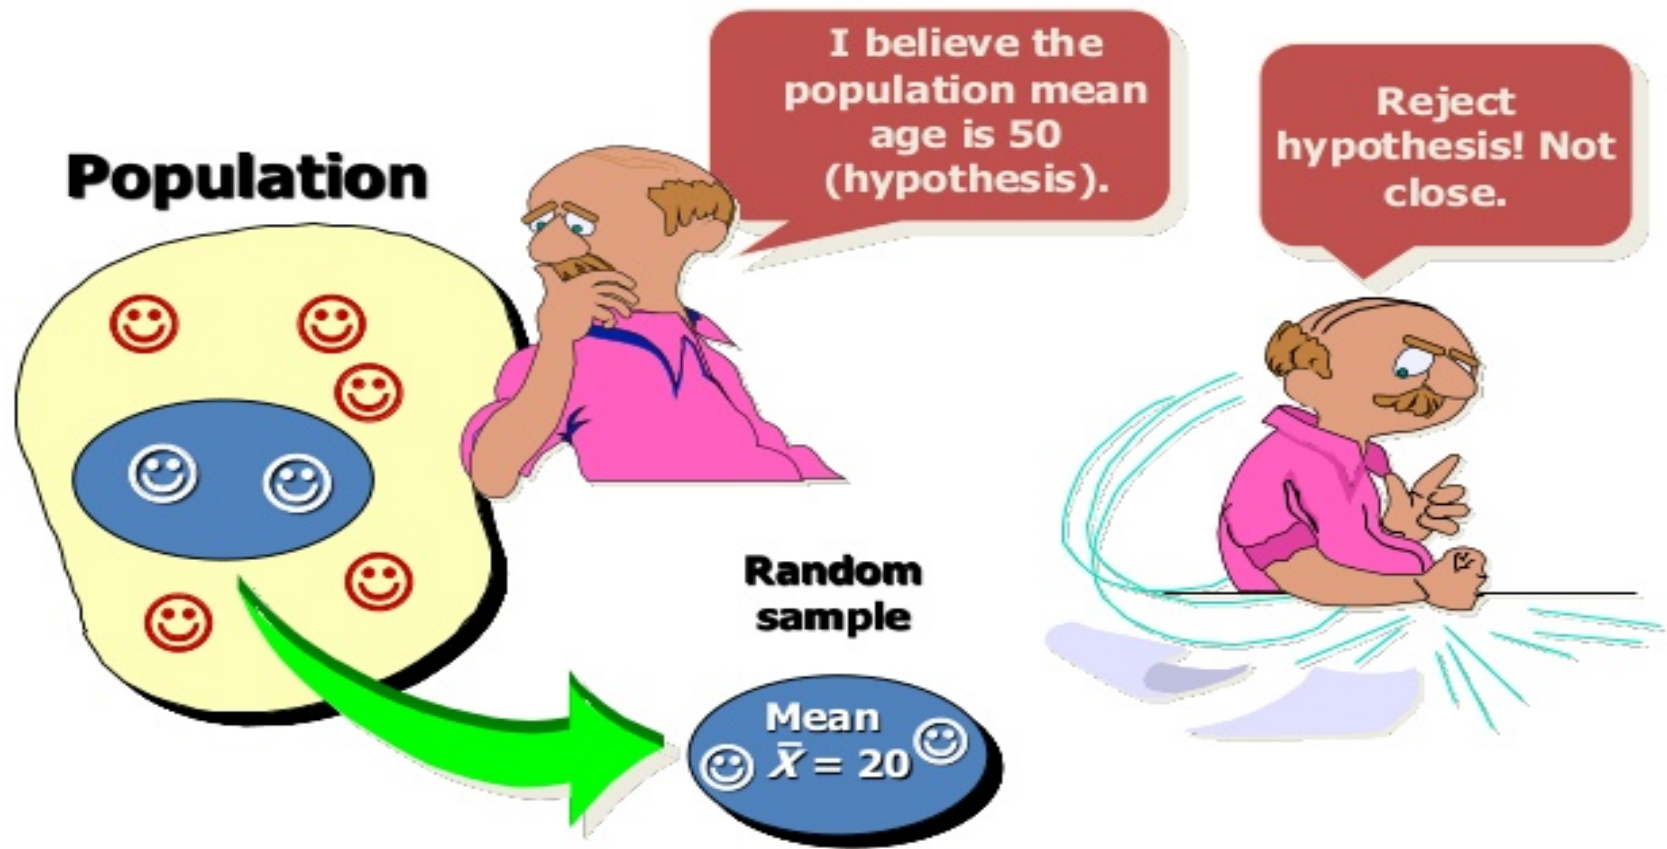 Population
I believe the
population mean
age is 50
(hypothesis).
Reject
hypothesis! Not
close.
Random
sample
Mean
X̄ = 20